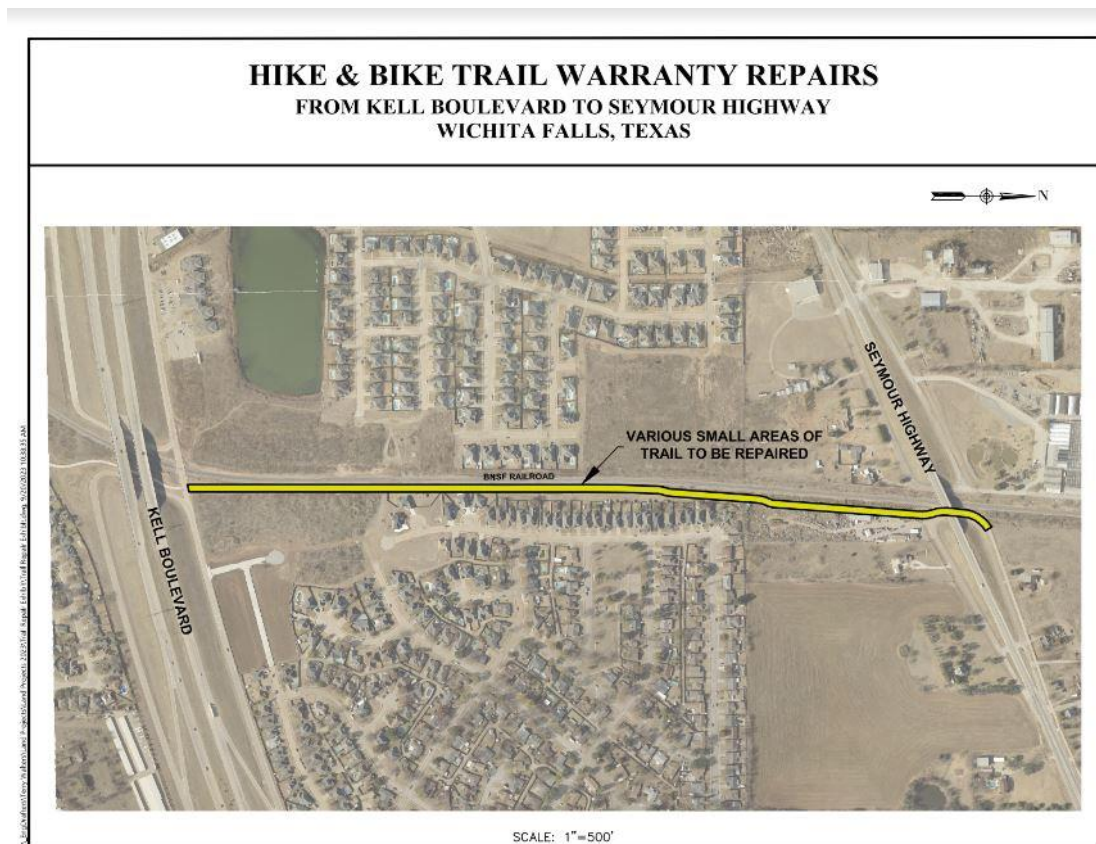 HIKE & BIKE TRAIL WARRANTY REPAIRS
FROM KELL BOULEVARD TO SEYMOUR HIGHWAY
WICHITA FALLS, TEXAS
N
SEYMOUR HIGHWAY
VARIOUS SMALL AREAS OF
TRAIL TO BE REPAIRED
BNSF RAILROAD
KELL BOULEVARD
SCALE: 1"=500'